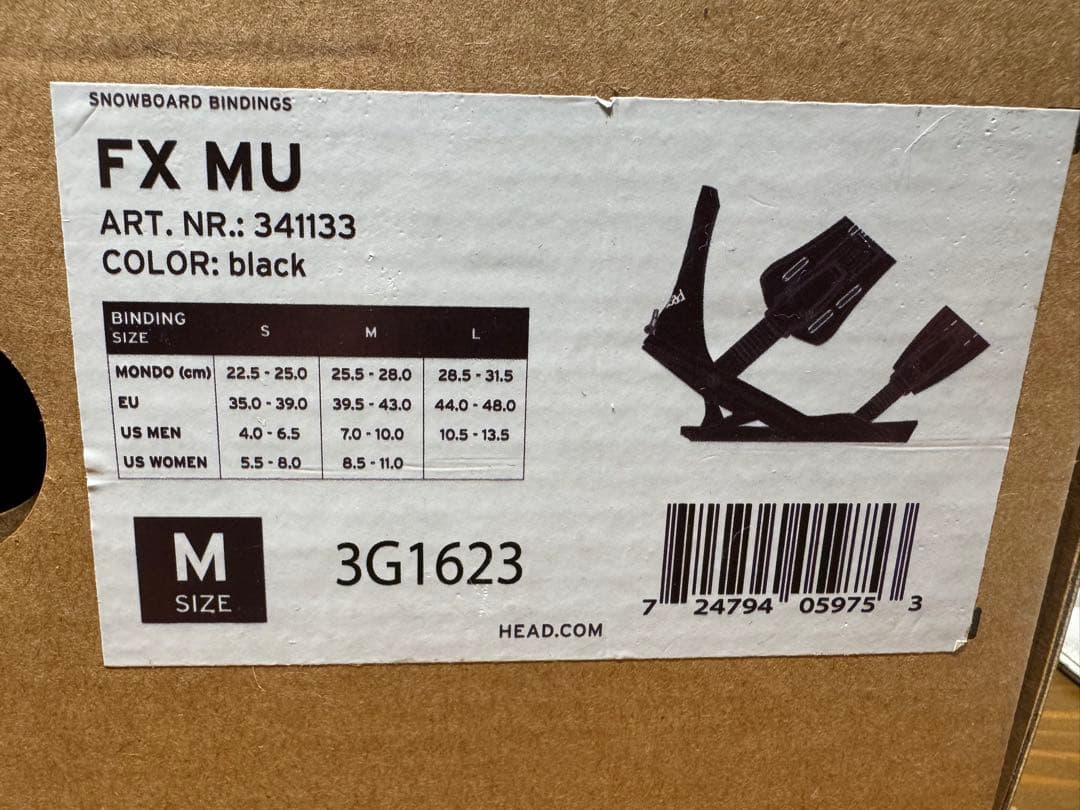 SNOWBOARD BINDINGS
FX MU
ART. NR.: 341133
COLOR: black
BINDING SIZE S M L
MONDO (cm) 22.5 - 25.0 25.5 - 28.0 28.5 - 31.5
EU 35.0 - 39.0 39.5 - 43.0 44.0 - 48.0
US MEN 4.0 - 6.5 7.0 - 10.0 10.5 - 13.5
US WOMEN 5.5 - 8.0 8.5 - 11.0
M
SIZE
3G1623
HEAD.COM
7 24794 05975 3